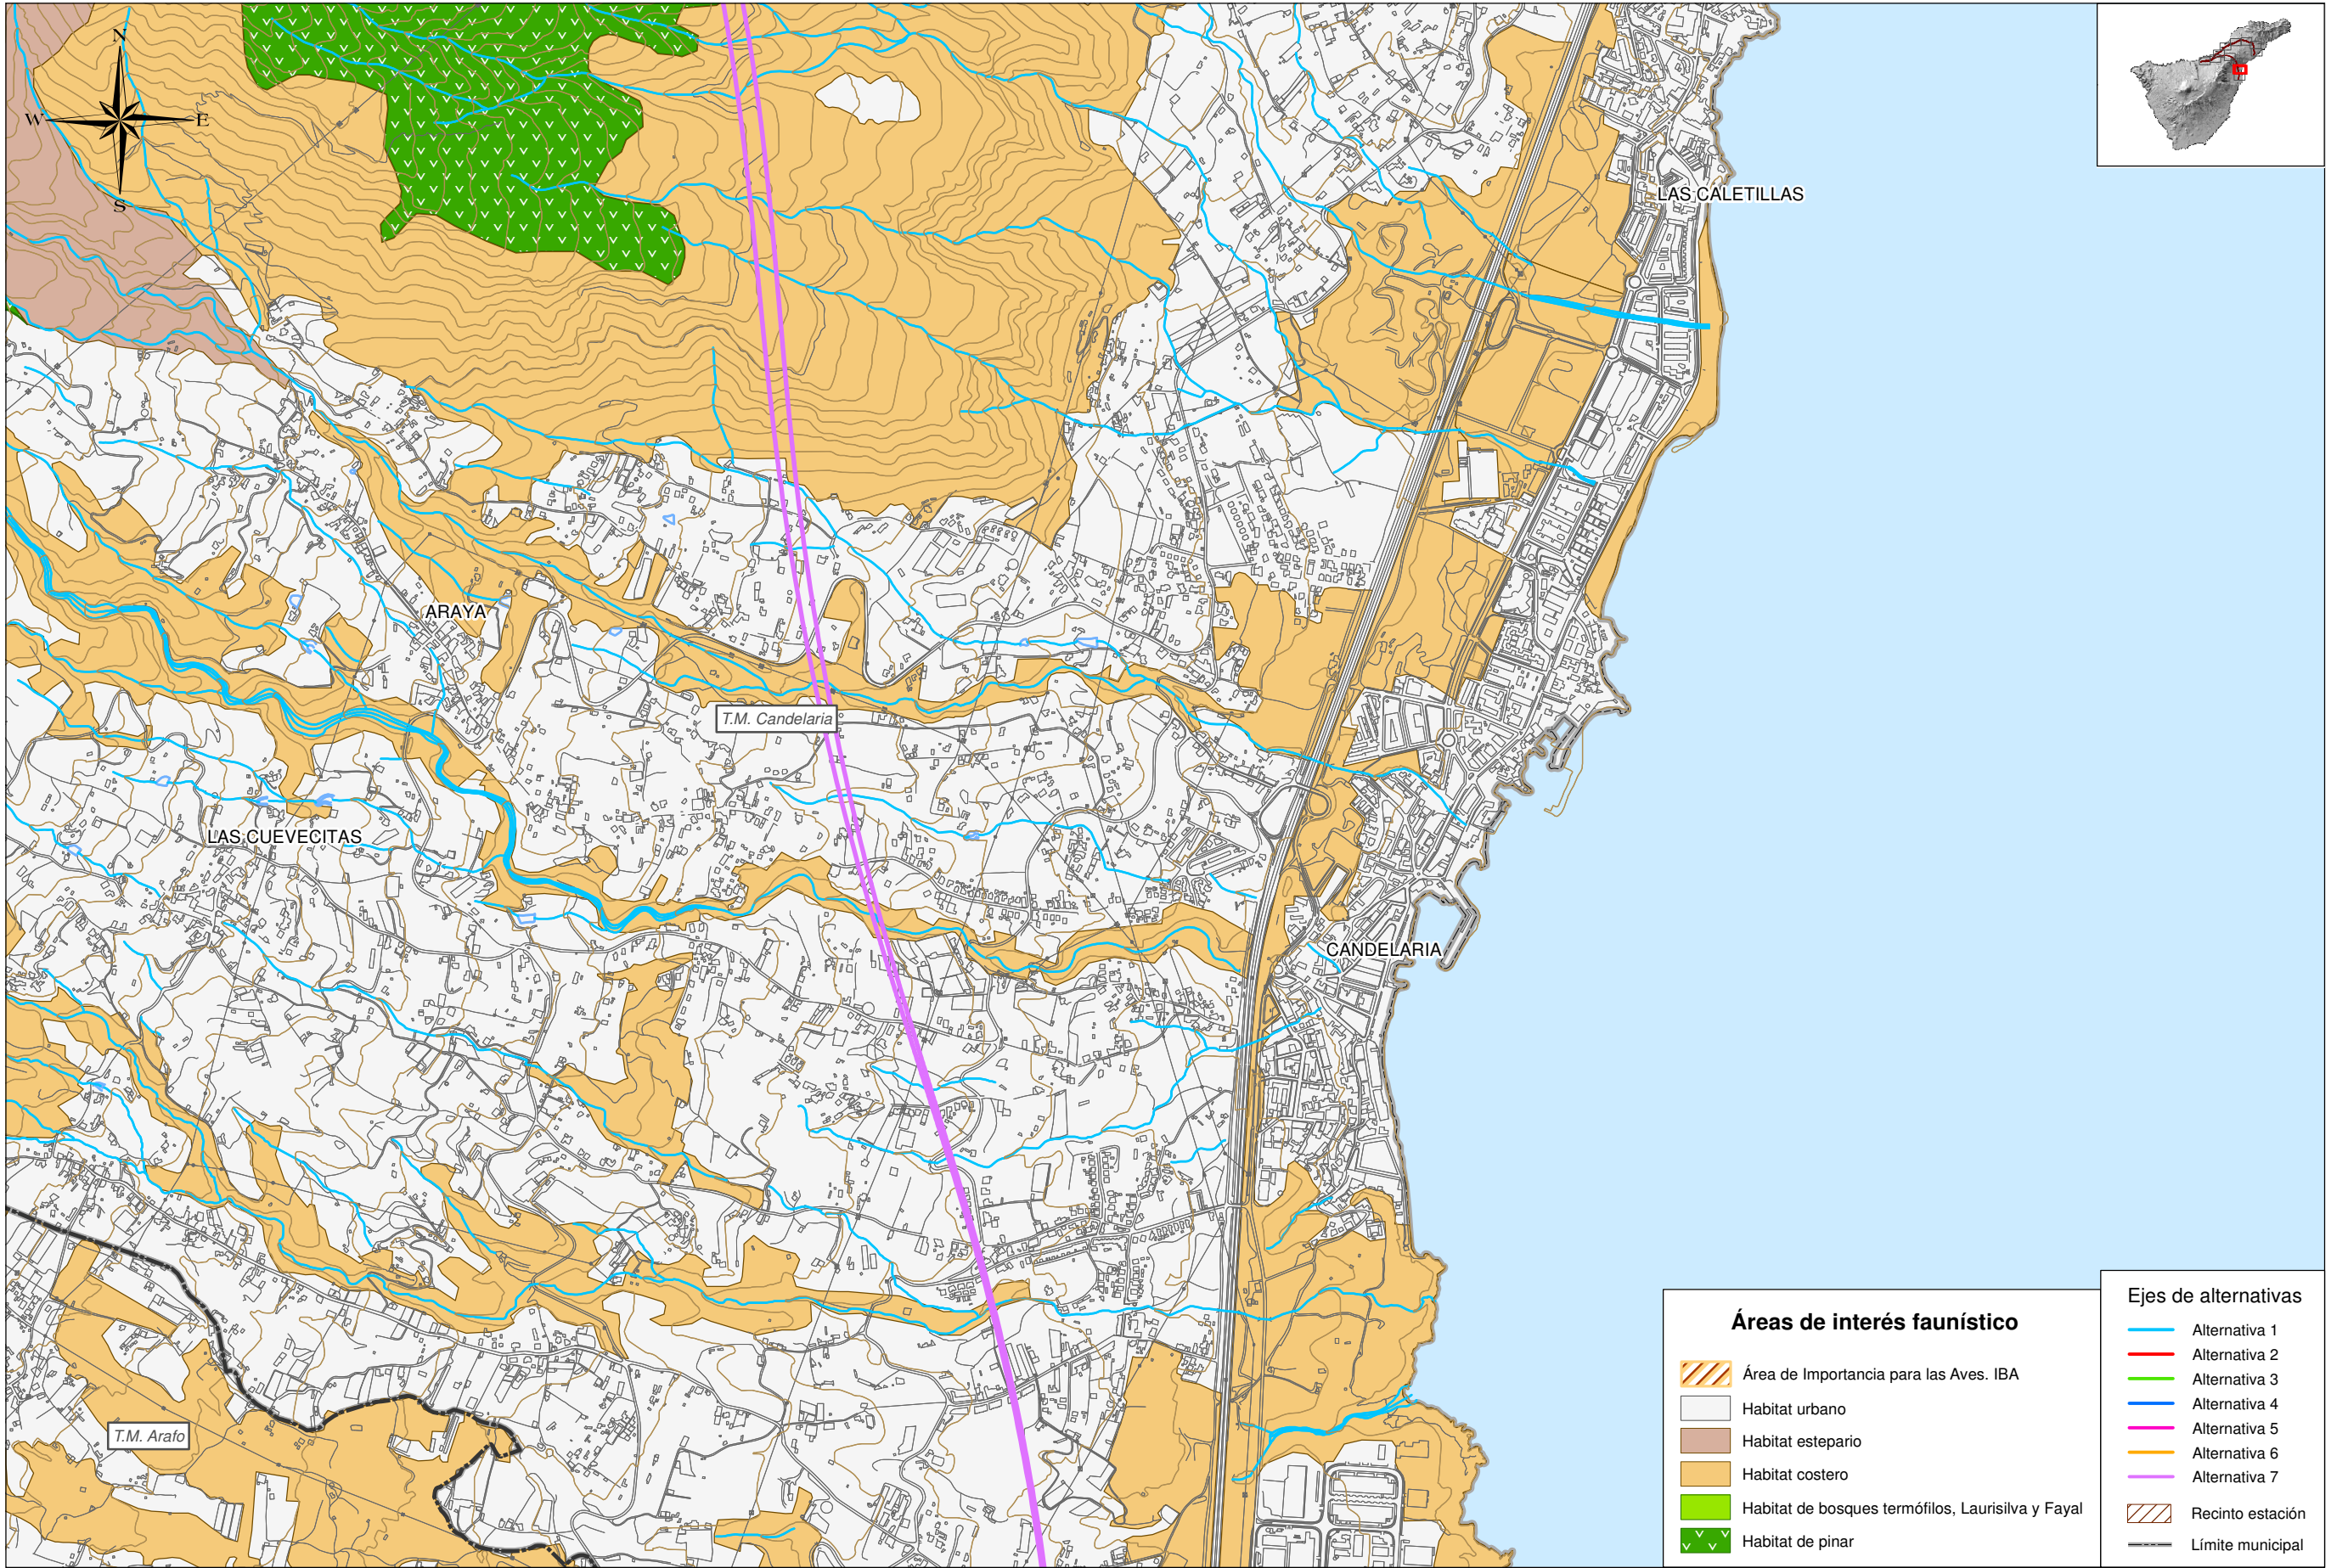 N
W
E
S
LAS CALETILLAS
ARAYA
T.M. Candelaria
LAS CUEVECITAS
CANDELARIA
T.M. Arafo
Áreas de interés faunístico
Área de Importancia para las Aves. IBA
Habitat urbano
Habitat estepario
Habitat costero
Habitat de bosques termófilos, Laurisilva y Fayal
Habitat de pinar
Ejes de alternativas
Alternativa 1
Alternativa 2
Alternativa 3
Alternativa 4
Alternativa 5
Alternativa 6
Alternativa 7
Recinto estación
Límite municipal